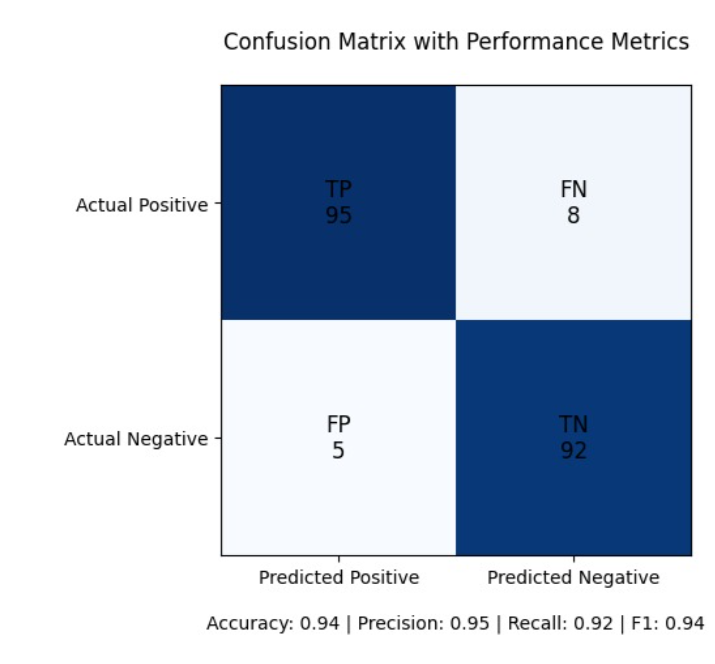 Confusion Matrix with Performance Metrics
Actual Positive
TP
95
FN
8
Actual Negative
FP
5
TN
92
Predicted Positive
Predicted Negative
Accuracy: 0.94 | Precision: 0.95 | Recall: 0.92 | F1: 0.94